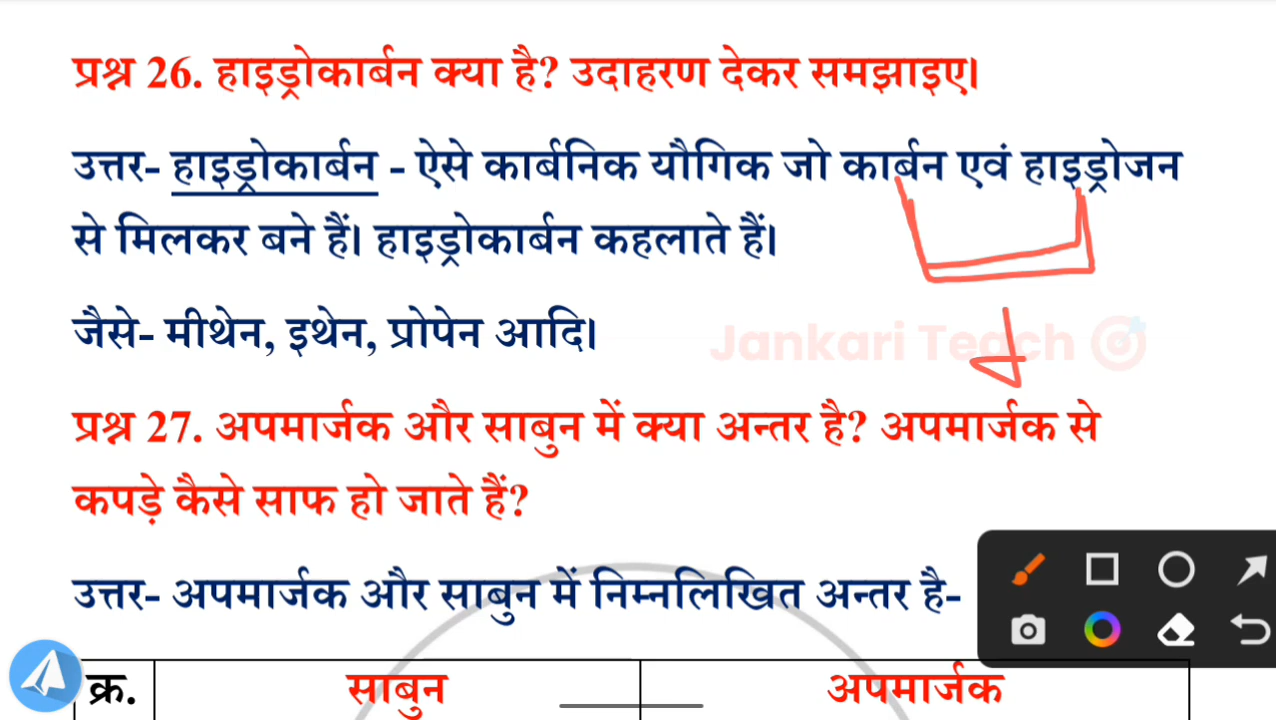 प्रश्न 26. हाइड्रोकार्बन क्या है? उदाहरण देकर समझाइए।
उत्तर- हाइड्रोकार्बन - ऐसे कार्बनिक यौगिक जो कार्बन एवं हाइड्रोजन
से मिलकर बने हैं। हाइड्रोकार्बन कहलाते हैं।
जैसे- मीथेन, इथेन, प्रोपेन आदि।
Jankari Teach
प्रश्न 27. अपमार्जक और साबुन में क्या अन्तर है? अपमार्जक से
कपड़े कैसे साफ हो जाते हैं?
उत्तर- अपमार्जक और साबुन में निम्नलिखित अन्तर है-
क्र. साबुन अपमार्जक